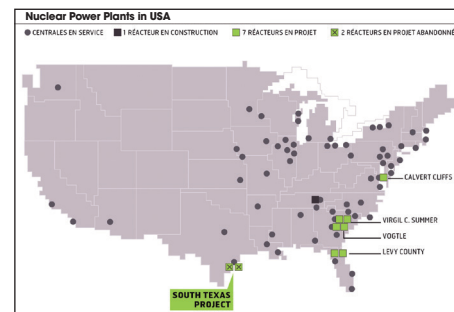 Nuclear Power Plants in USA
CENTRALES EN SERVICE 1 RÉACTEUR EN CONSTRUCTION 7 RÉACTEURS EN PROJET 2 RÉACTEURS EN PROJET ABANDONNÉ
CALVERT CLIFFS
VIRGIL C. SUMMER
VOGTLE
LEVY COUNTY
SOUTH TEXAS
PROJECT